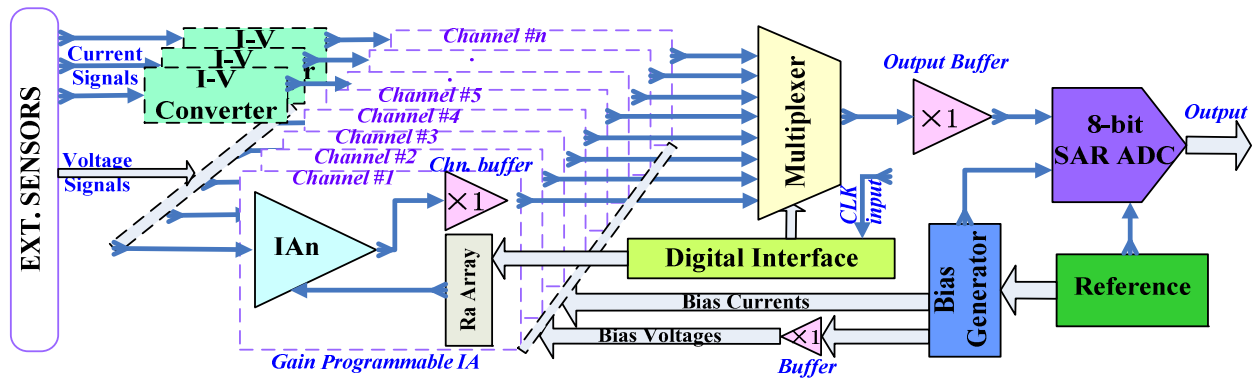 EXT. SENSORS
Current
Signals
I-V
I-V
r
I-V
Converter
Voltage
Signals
Channel #n
.
.
Channel #5
Channel #4
Channel #3
Channel #2
Channel #1
Chn. buffer
×1
IAn
Ra Array
Gain Programmable IA
Multiplexer
CLK
input
Digital Interface
Bias Currents
Bias Voltages
×1
Buffer
Output Buffer
×1
8-bit
SAR ADC
Output
Bias
Generator
Reference